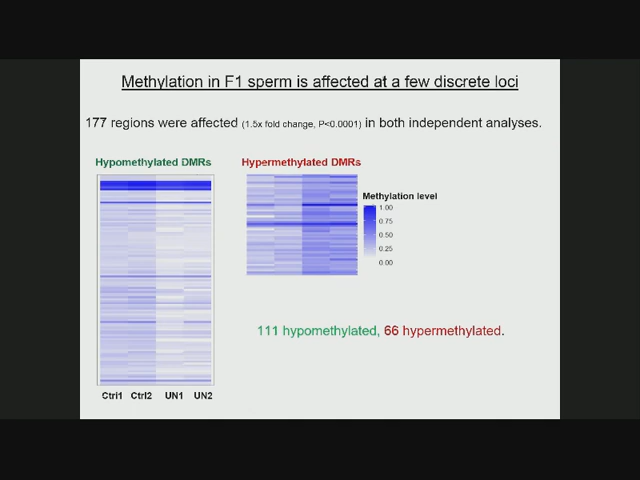 Methylation in F1 sperm is affected at a few discrete loci
177 regions were affected (1.5x fold change, P<0.0001) in both independent analyses.
Hypomethylated DMRs
Hypermethylated DMRs
Methylation level
1.00
0.75
0.50
0.25
0.00
111 hypomethylated, 66 hypermethylated.
Ctrl1 Ctrl2 UN1 UN2